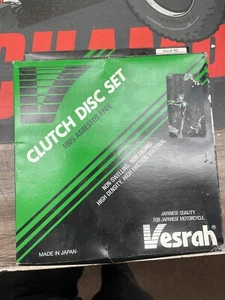 CLUTCH DISC SET
100% ASBESTOS FREE
NON SWELLING, NON FADING
HIGH DENSITY, HIGH FRICTION MATERIAL
JAPANESE QUALITY
FOR JAPANESE MOTORCYCLE.
Vesrah®
MADE IN JAPAN